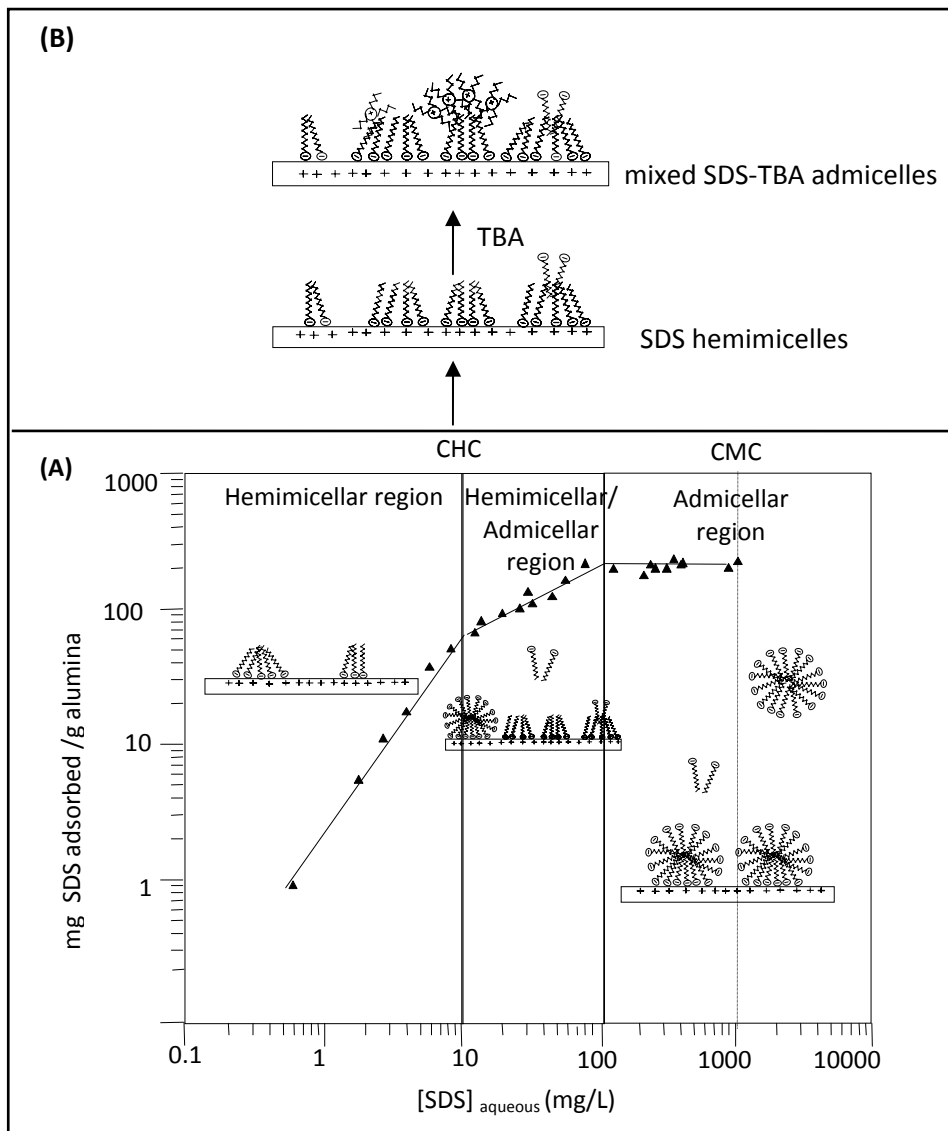 (B)
mixed SDS-TBA admicelles
TBA
SDS hemimicelles
(A)
CHC
CMC
Hemimicellar region
Hemimicellar/
Admicellar
region
Admicellar
region
1000
100
10
1
mg SDS adsorbed /g alumina
0.1 1 10 100 1000 10000
[SDS] aqueous (mg/L)